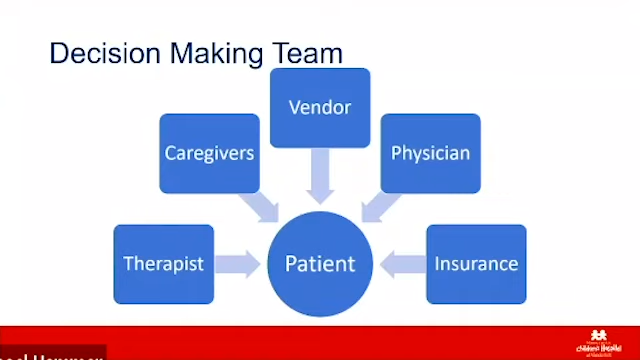 Decision Making Team
Vendor
Caregivers
Physician
Therapist
Patient
Insurance